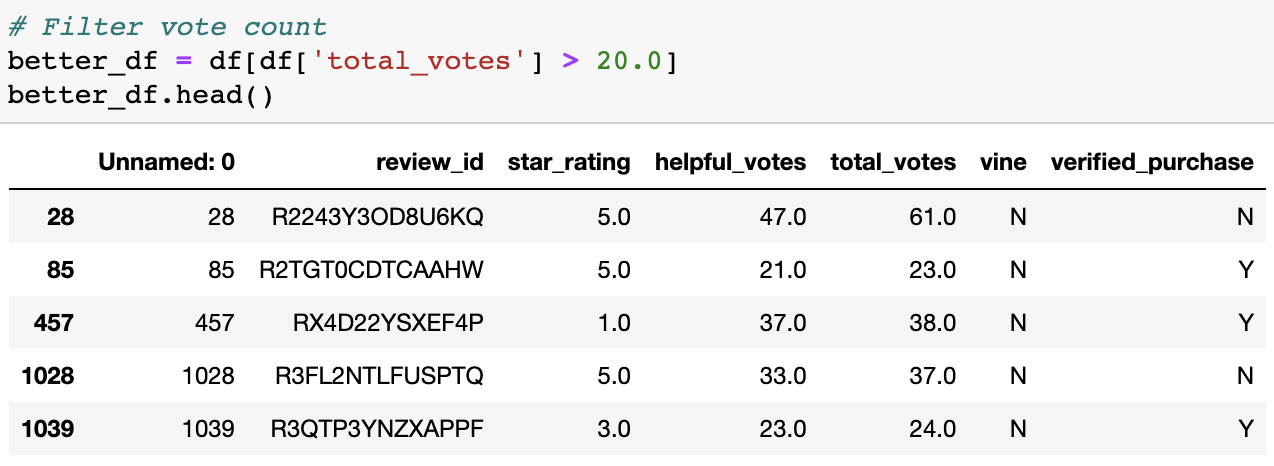 # Filter vote count
better_df = df[df['total_votes'] > 20.0]
better_df.head()
Unnamed: 0 review_id star_rating helpful_votes total_votes vine verified_purchase
28 28 R2243Y3OD8U6KQ 5.0 47.0 61.0 N N
85 85 R2TGT0CDTCAAHW 5.0 21.0 23.0 N Y
457 457 RX4D22YSXEF4P 1.0 37.0 38.0 N Y
1028 1028 R3FL2NTLFUSPTQ 5.0 33.0 37.0 N N
1039 1039 R3QTP3YNZXAPPF 3.0 23.0 24.0 N Y